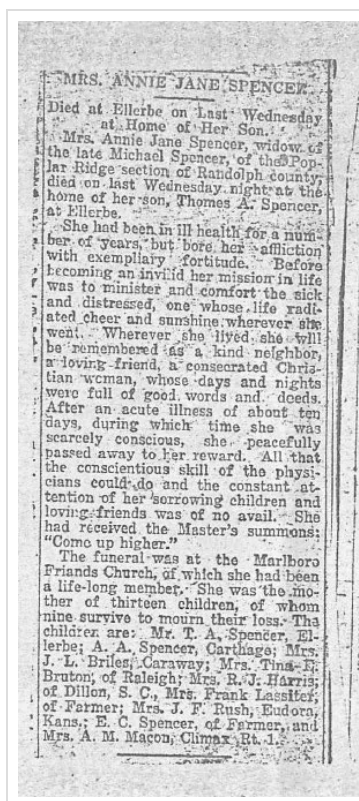 MRS. ANNIE JANE SPENCER
Died at Ellerbe on Last Wednesday
at Home of Her Son.
Mrs. Annie Jane Spencer, widow of
the late Michael Spencer, of the Pop-
lar Ridge section of Randolph county,
died on last Wednesday night at the
home of her son, Thomes A. Spencer,
at Ellerbe.
She had been in ill health for a num-
ber of years, but bore her affliction
with exempliary fortitude. Before
becoming an invilid her mission in life
was to minister and comfort the sick
and distressed, one whose life radi-
ated cheer and sunshine wherever she
went. Wherever she lived she will
be remembered as a kind neighbor,
a loving friend, a consecrated Chris-
tian woman, whose days and nights
were full of good words and deeds.
After an acute illness of about ten
days, during which time she was
scarcely conscious, she peacefully
passed away to her reward. All that
the conscientious skill of the physi-
cians could do and the constant at-
tention of her sorrowing children and
loving friends was of no avail. She
had received the Master's summons:
"Come up higher."
The funeral was at the Marlboro
Friands Church, of which she had been
a life-long member. She was the mo-
ther of thirteen children, of whom
nine survive to mourn their loss. The
children are: Mr. T. A. Spencer, El-
lerbe; A. A. Spencer, Carthage; Mrs.
J. L. Briles, Caraway; Mrs. Tina E.
Bruton, of Raleigh; Mrs. R. J. Harris;
of Dillon, S. C., Mrs. Frank Lassiter,
of Farmer; Mrs. J. F. Rush, Eudora,
Kans.; E. C. Spencer, of Farmer, and
Mrs. A. M. Macon, Climax Rt. 1.